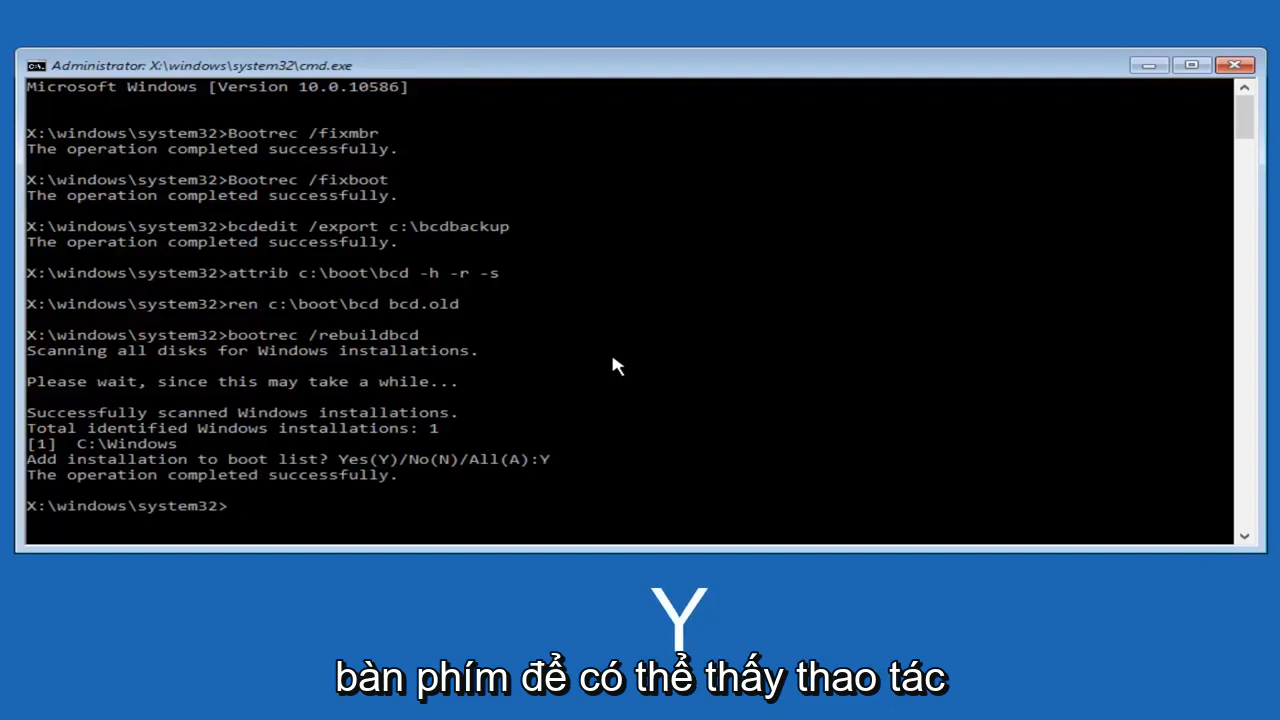 Administrator: X:\windows\system32\cmd.exe
Microsoft Windows [Version 10.0.10586]
X:\windows\system32>Bootrec /fixmbr
The operation completed successfully.
X:\windows\system32>Bootrec /fixboot
The operation completed successfully.
X:\windows\system32>bcdedit /export c:\bcdbackup
The operation completed successfully.
X:\windows\system32>attrib c:\boot\bcd -h -r -s
X:\windows\system32>ren c:\boot\bcd bcd.old
X:\windows\system32>bootrec /rebuildbcd
Scanning all disks for Windows installations.
Please wait, since this may take a while...
Successfully scanned Windows installations.
Total identified Windows installations: 1
[1]  C:\Windows
Add installation to boot list? Yes(Y)/No(N)/All(A):Y
The operation completed successfully.
X:\windows\system32>
Y
bàn phím để có thể thấy thao tác